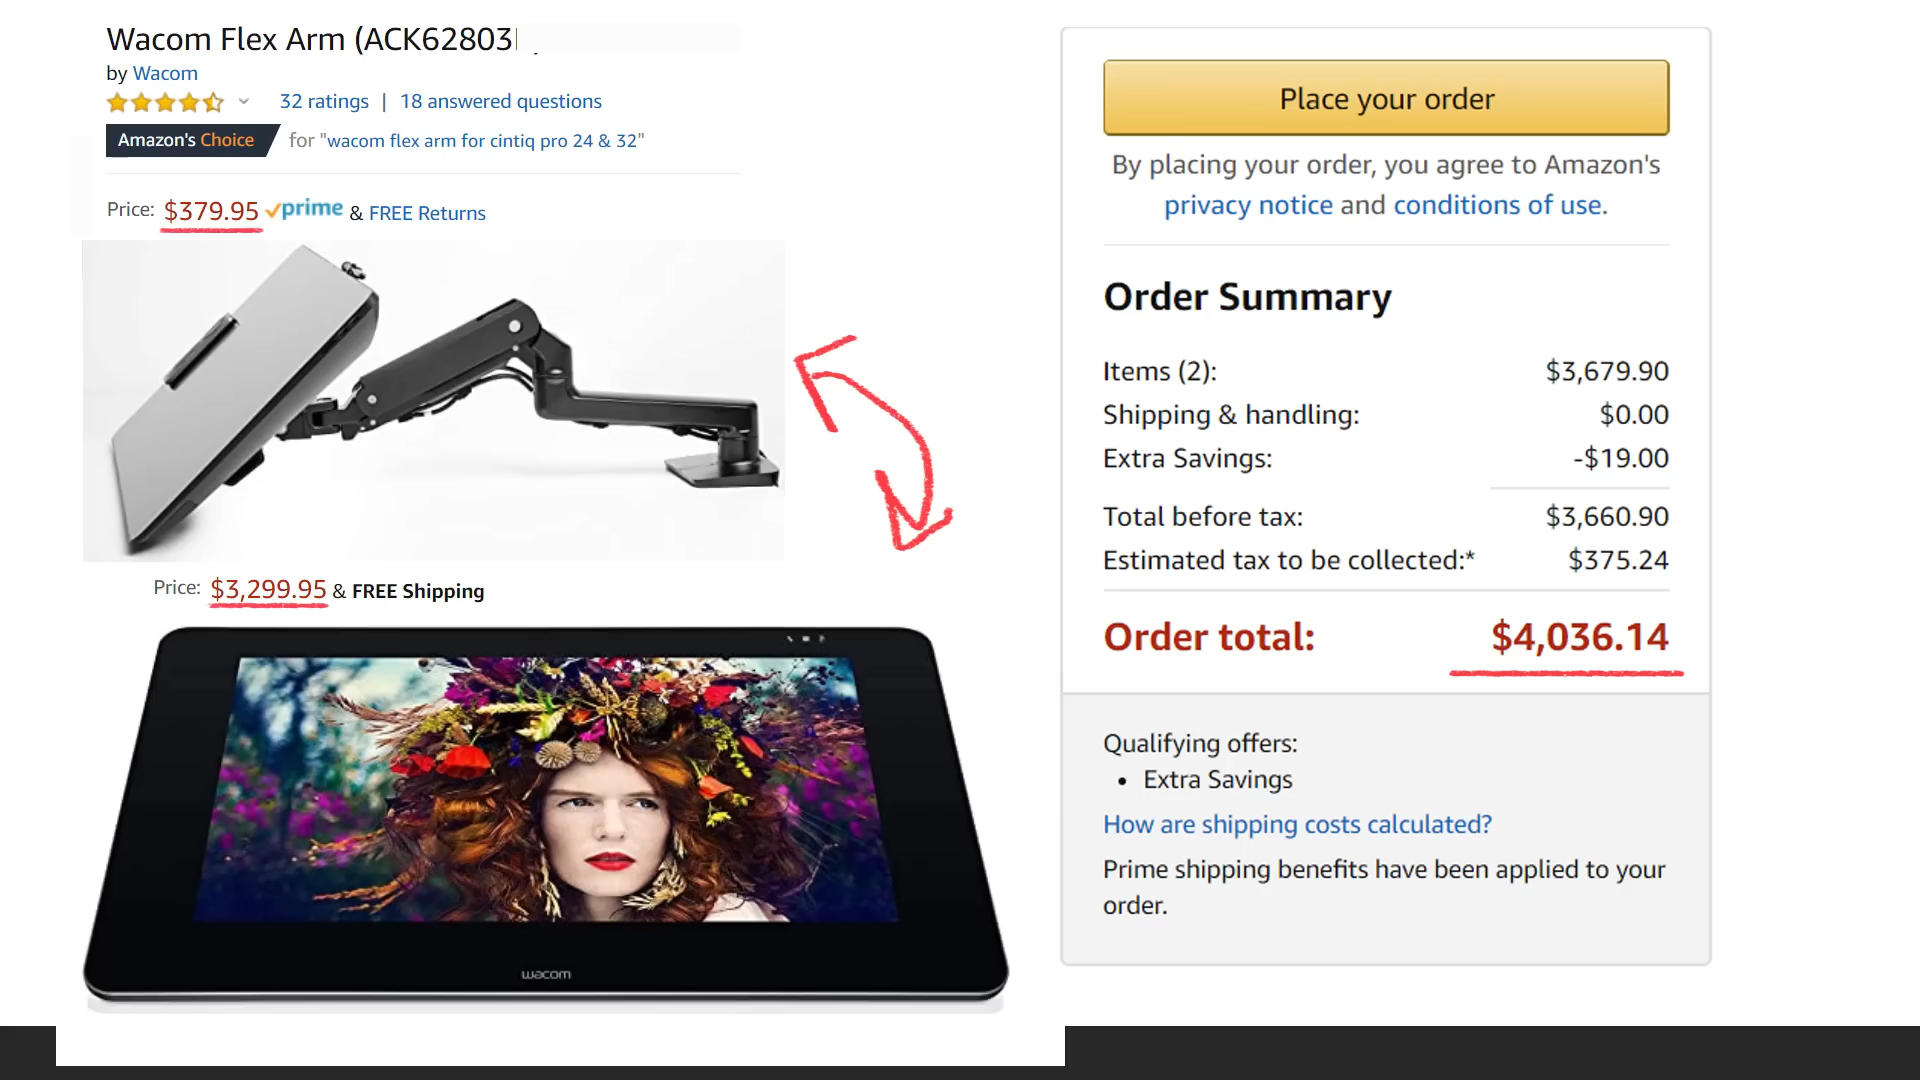 Wacom Flex Arm (ACK62803
by Wacom
32 ratings | 18 answered questions
Amazon's Choice for "wacom flex arm for cintiq pro 24 & 32"
Price: $379.95 prime & FREE Returns
Price: $3,299.95 & FREE Shipping
wacom
Place your order
By placing your order, you agree to Amazon's
privacy notice and conditions of use.
Order Summary
Items (2): $3,679.90
Shipping & handling: $0.00
Extra Savings: -$19.00
Total before tax: $3,660.90
Estimated tax to be collected:* $375.24
Order total: $4,036.14
Qualifying offers:
• Extra Savings
How are shipping costs calculated?
Prime shipping benefits have been applied to your
order.